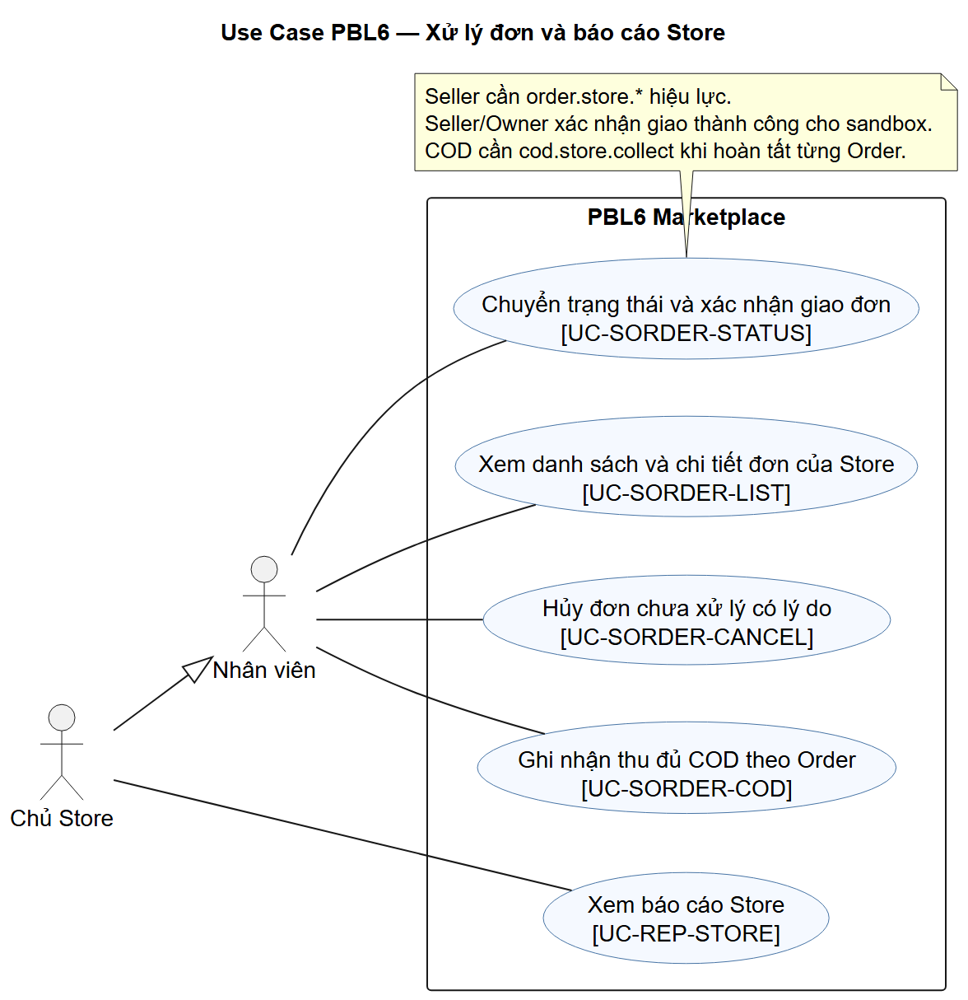 Use Case PBL6 — Xử lý đơn và báo cáo Store
Seller cần order.store.* hiệu lực.
Seller/Owner xác nhận giao thành công cho sandbox.
COD cần cod.store.collect khi hoàn tất từng Order.
PBL6 Marketplace
Chuyển trạng thái và xác nhận giao đơn
[UC-SORDER-STATUS]
Xem danh sách và chi tiết đơn của Store
[UC-SORDER-LIST]
Hủy đơn chưa xử lý có lý do
[UC-SORDER-CANCEL]
Nhân viên
Ghi nhận thu đủ COD theo Order
[UC-SORDER-COD]
Chủ Store
Xem báo cáo Store
[UC-REP-STORE]